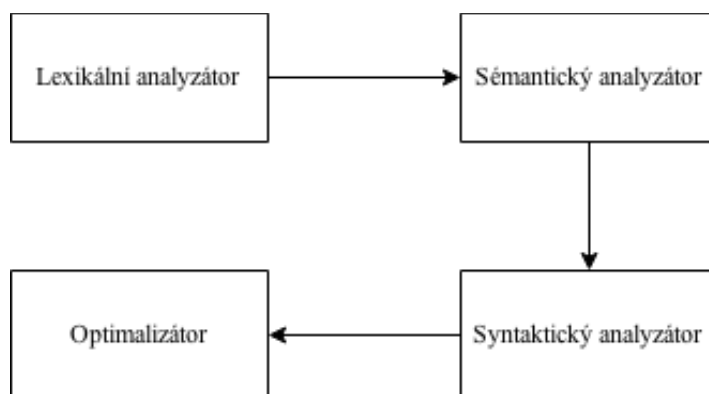 Lexikální analyzátor
Sémantický analyzátor
Optimalizátor
Syntaktický analyzátor